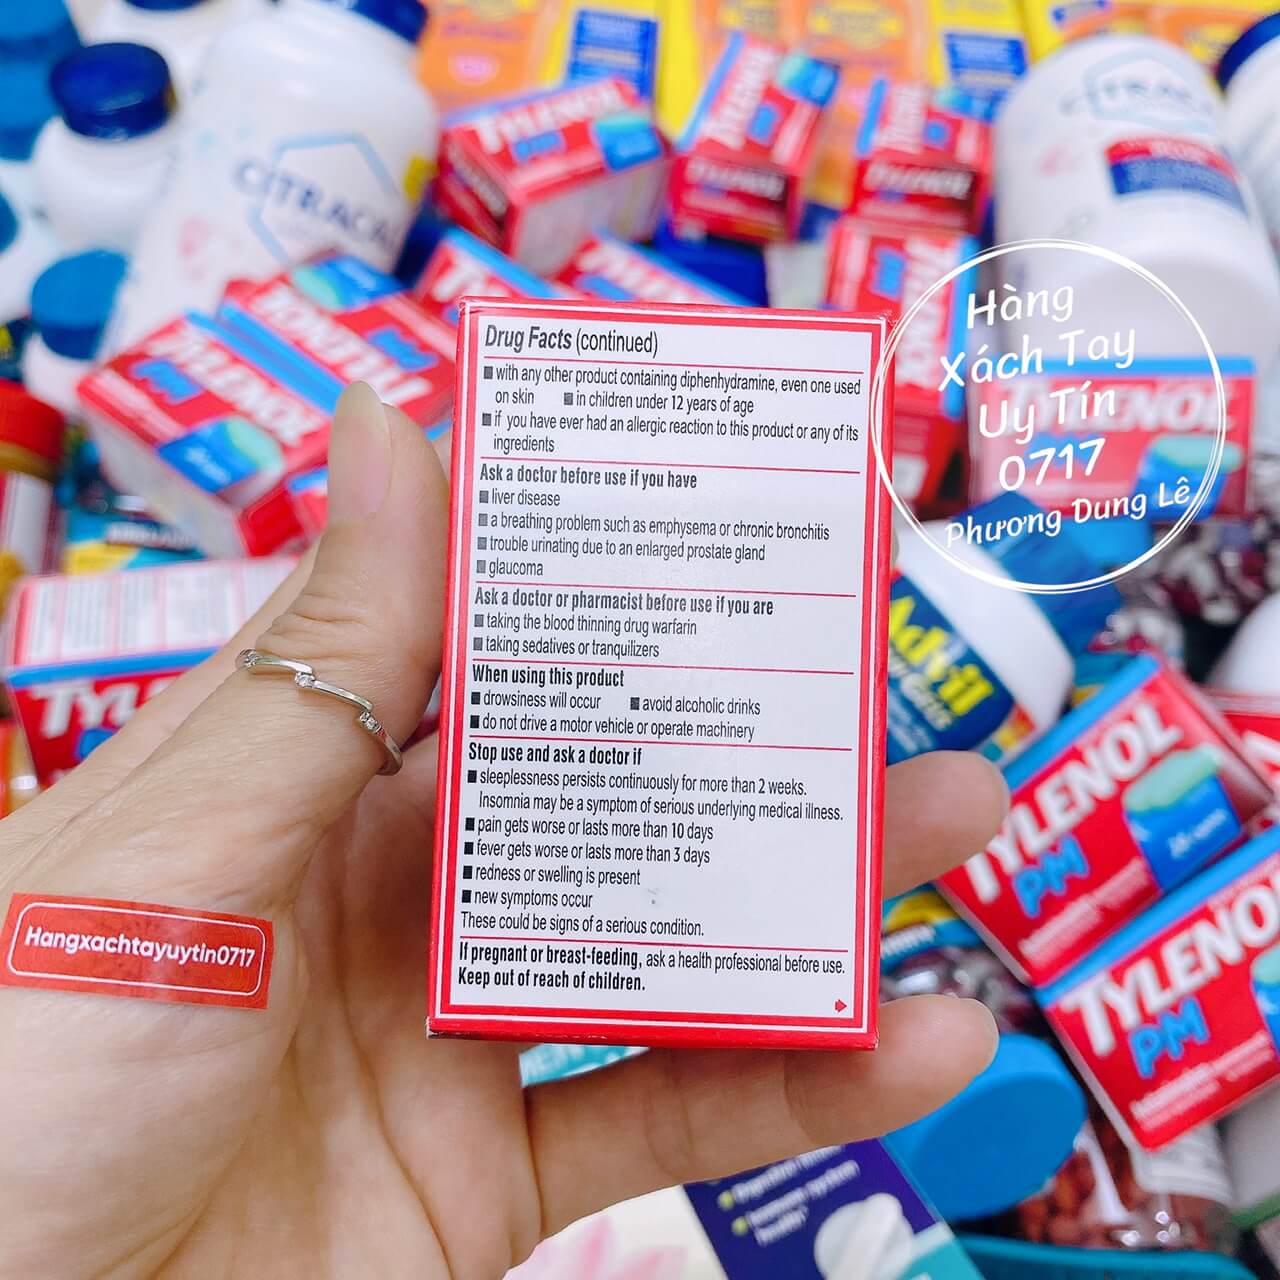 Drug Facts (continued)
■ with any other product containing diphenhydramine, even one used
on skin ■ in children under 12 years of age
■ if you have ever had an allergic reaction to this product or any of its
ingredients
Ask a doctor before use if you have
■ liver disease
■ a breathing problem such as emphysema or chronic bronchitis
■ trouble urinating due to an enlarged prostate gland
■ glaucoma
Ask a doctor or pharmacist before use if you are
■ taking the blood thinning drug warfarin
■ taking sedatives or tranquilizers
When using this product
■ drowsiness will occur ■ avoid alcoholic drinks
■ do not drive a motor vehicle or operate machinery
Stop use and ask a doctor if
■ sleeplessness persists continuously for more than 2 weeks.
Insomnia may be a symptom of serious underlying medical illness.
■ pain gets worse or lasts more than 10 days
■ fever gets worse or lasts more than 3 days
■ redness or swelling is present
■ new symptoms occur
These could be signs of a serious condition.
If pregnant or breast-feeding, ask a health professional before use.
Keep out of reach of children.
Hàng
Xách Tay
Uy Tín
0717
Phương Dung Lê
Hangxachtayuytin0717
CITRACAL
CITRACAL
TYLENOL
PM
TYLENOL
PM
TYLENOL
PM
TYLENOL
PM
TYLENOL
Advil
TYLENOL
PM
TYLENOL
PM